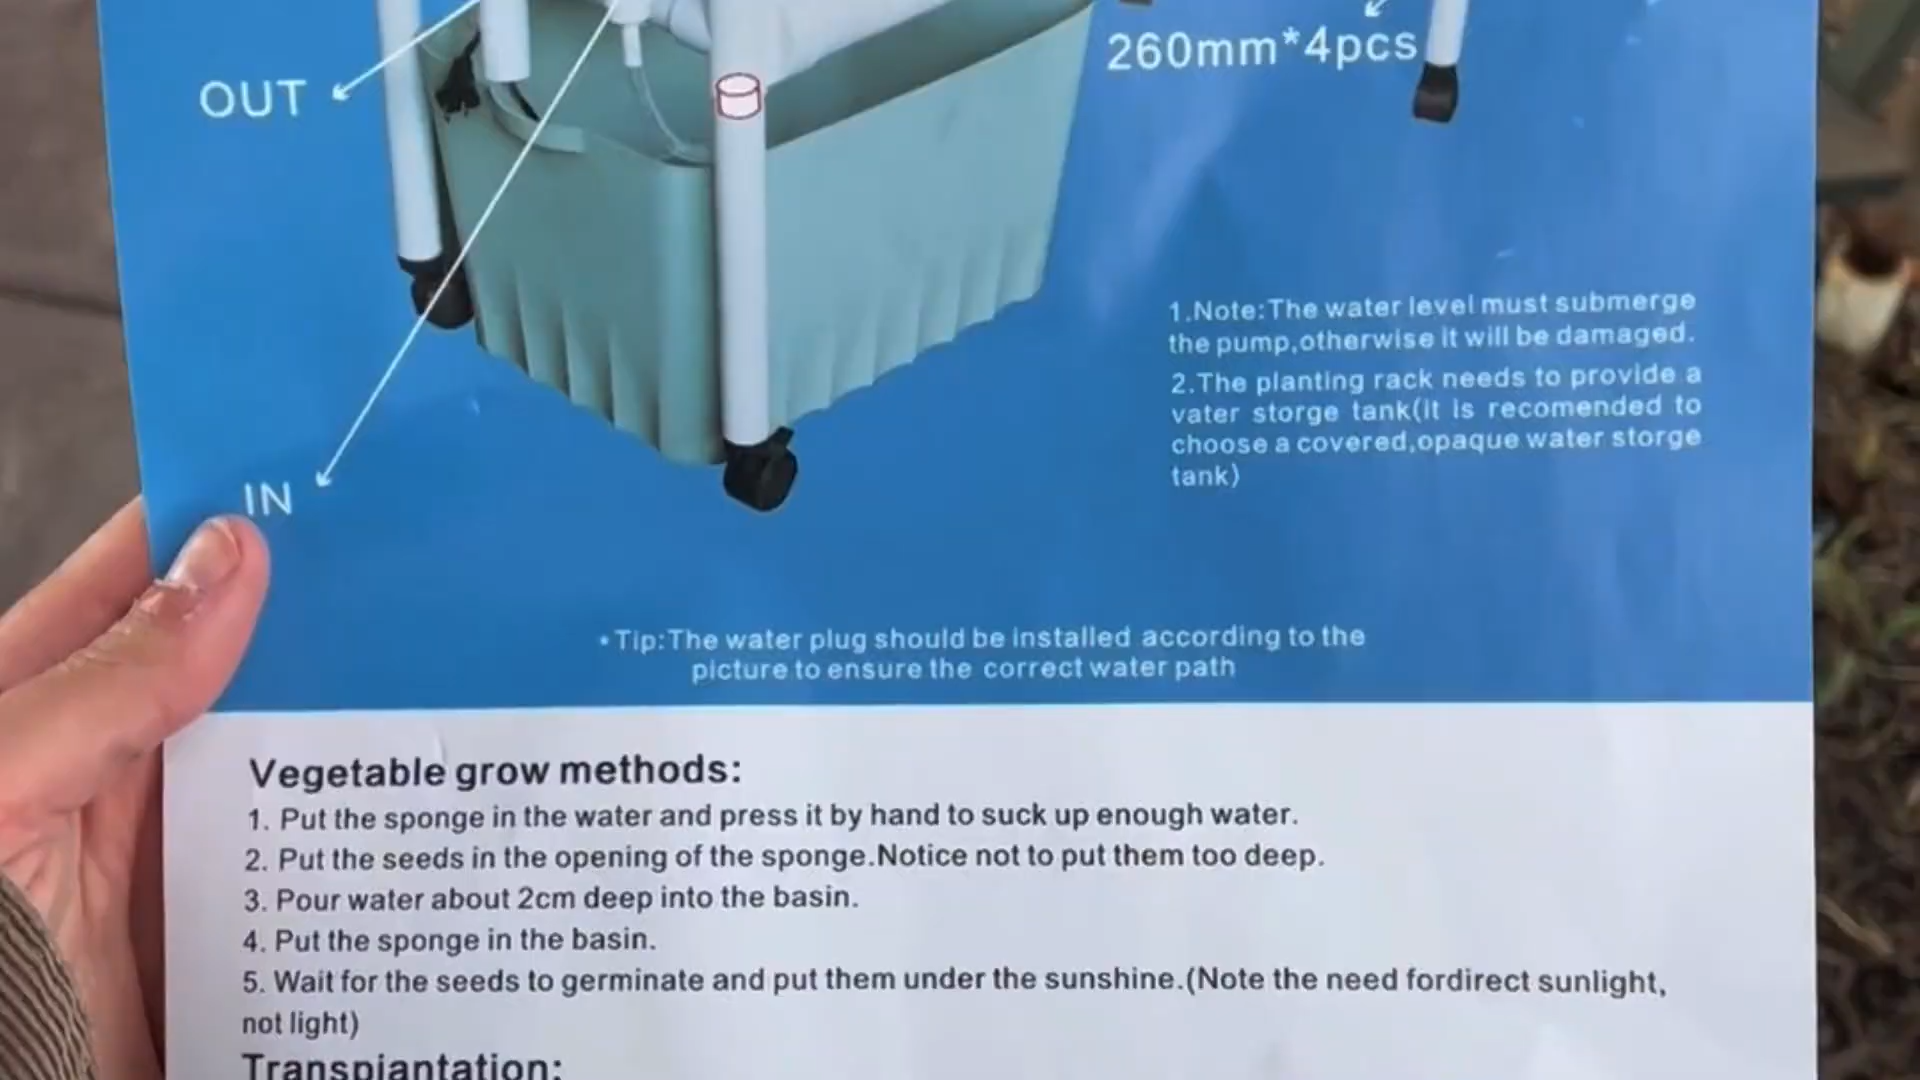 OUT
260mm*4pcs
1.Note:The water level must submerge
the pump,otherwise it will be damaged.
2.The planting rack needs to provide a
vater storge tank(it is recomended to
choose a covered,opaque water storge
tank)
IN
•Tip:The water plug should be installed according to the
picture to ensure the correct water path
Vegetable grow methods:
1. Put the sponge in the water and press it by hand to suck up enough water.
2. Put the seeds in the opening of the sponge.Notice not to put them too deep.
3. Pour water about 2cm deep into the basin.
4. Put the sponge in the basin.
5. Wait for the seeds to germinate and put them under the sunshine.(Note the need fordirect sunlight,
not light)
Transplantation: